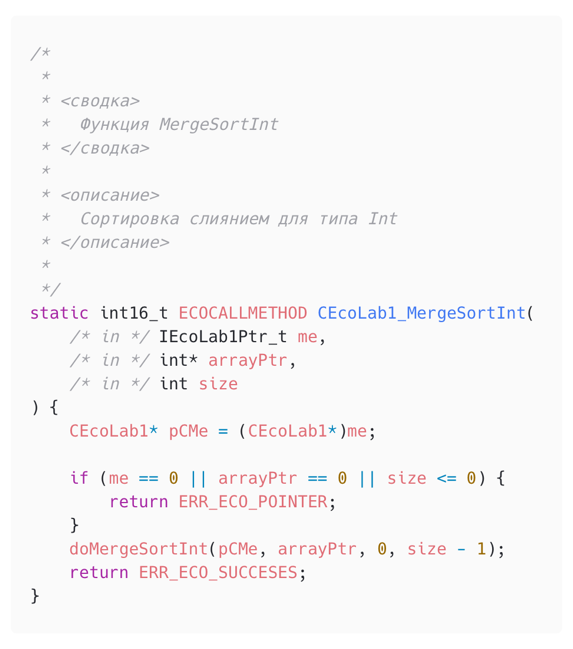 /*
 *
 * <сводка>
 *   Функция MergeSortInt
 * </сводка>
 *
 * <описание>
 *   Сортировка слиянием для типа Int
 * </описание>
 *
 */
static int16_t ECOCALLMETHOD CEcoLab1_MergeSortInt(
    /* in */ IEcoLab1Ptr_t me,
    /* in */ int* arrayPtr,
    /* in */ int size
) {
    CEcoLab1* pCMe = (CEcoLab1*)me;

    if (me == 0 || arrayPtr == 0 || size <= 0) {
        return ERR_ECO_POINTER;
    }
    doMergeSortInt(pCMe, arrayPtr, 0, size - 1);
    return ERR_ECO_SUCCESES;
}